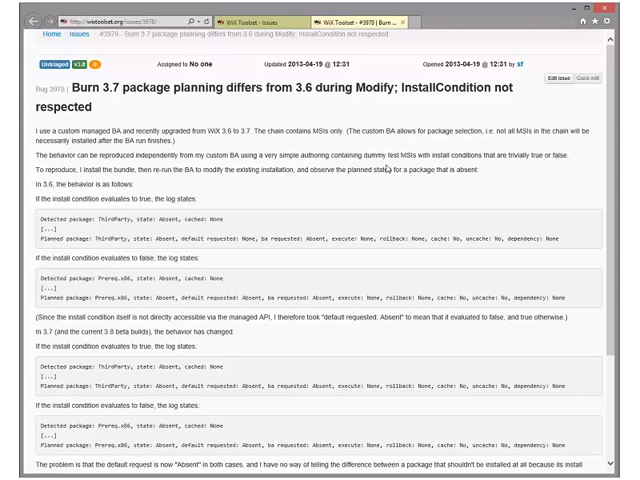 http://wixtoolset.org/issues/3978/
WiX Toolset - Issues
WiX Toolset - #3978 | Burn ...
Home / Issues / #3978 - Burn 3.7 package planning differs from 3.6 during Modify; InstallCondition not respected
Untriaged v3.8 0 Assigned to No one Updated 2013-04-19 @ 12:31 Opened 2013-04-19 @ 12:31 by sf
Edit issue Quick edit
Bug 3978 | Burn 3.7 package planning differs from 3.6 during Modify; InstallCondition not
respected
I use a custom managed BA and recently upgraded from WiX 3.6 to 3.7. The chain contains MSIs only. (The custom BA allows for package selection, i.e. not all MSIs in the chain will be
necessarily installed after the BA run finishes.)
The behavior can be reproduced independently from my custom BA using a very simple authoring containing dummy test MSIs with install conditions that are trivially true or false.
To reproduce, I install the bundle, then re-run the BA to modify the existing installation, and observe the planned state for a package that is absent:
In 3.6, the behavior is as follows:
If the install condition evaluates to true, the log states:
Detected package: ThirdParty, state: Absent, cached: None
[...]
Planned package: ThirdParty, state: Absent, default requested: None, ba requested: Absent, execute: None, rollback: None, cache: No, uncache: No, dependency: None
If the install condition evaluates to false, the log states:
Detected package: Prereq.x86, state: Absent, cached: None
[...]
Planned package: Prereq.x86, state: Absent, default requested: Absent, ba requested: Absent, execute: None, rollback: None, cache: No, uncache: No, dependency: None
(Since the install condition itself is not directly accessible via the managed API, I therefore took "default requested: Absent" to mean that it evaluated to false, and true otherwise.)
In 3.7 (and the current 3.8 beta builds), the behavior has changed:
If the install condition evaluates to true, the log states:
Detected package: ThirdParty, state: Absent, cached: None
[...]
Planned package: ThirdParty, state: Absent, default requested: Absent, ba requested: Absent, execute: None, rollback: None, cache: No, uncache: No, dependency: None
If the install condition evaluates to false, the log states:
Detected package: Prereq.x86, state: Absent, cached: None
[...]
Planned package: Prereq.x86, state: Absent, default requested: Absent, ba requested: Absent, execute: None, rollback: None, cache: No, uncache: No, dependency: None
The problem is that the default request is now "Absent" in both cases, and I have no way of telling the difference between a package that shouldn't be installed at all because its install